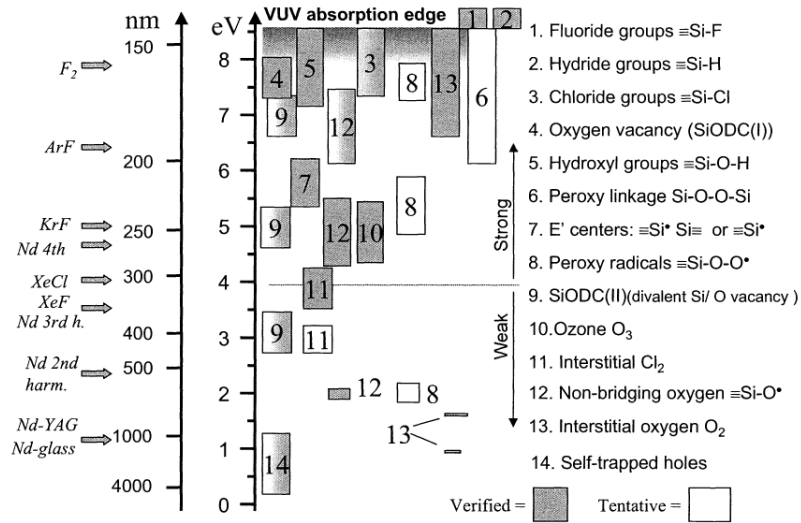 nm
eV
VUV absorption edge
1
2
150
F2
ArF
200
KrF
250
Nd 4th
XeCl
300
XeF
Nd 3rd h.
400
Nd 2nd
harm.
500
Nd-YAG
1000
Nd-glass
4000
8
7
6
5
4
3
2
1
0
4
5
3
8
13
6
9
12
7
8
9
12
10
11
9
11
12
8
13
14
Strong
Weak
1. Fluoride groups ≡Si-F
2. Hydride groups ≡Si-H
3. Chloride groups ≡Si-Cl
4. Oxygen vacancy (SiODC(I))
5. Hydroxyl groups ≡Si-O-H
6. Peroxy linkage Si-O-O-Si
7. E' centers: ≡Si• Si≡ or ≡Si•
8. Peroxy radicals ≡Si-O-O•
9. SiODC(II)(divalent Si/ O vacancy )
10.Ozone O3
11. Interstitial Cl2
12. Non-bridging oxygen ≡Si-O•
13. Interstitial oxygen O2
14. Self-trapped holes
Verified =
Tentative =